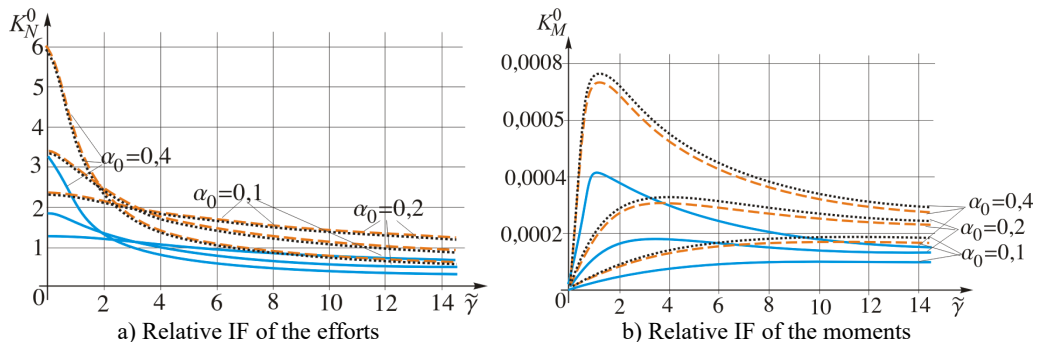 K_N^0
6
5
4
3
2
1
0
α₀=0,4
α₀=0,1
α₀=0,2
2 4 6 8 10 12 14 γ̃
a) Relative IF of the efforts
K_M^0
0,0008
0,0005
0,0004
0,0002
0
α₀=0,4
α₀=0,2
α₀=0,1
2 4 6 8 10 12 14 γ̃
b) Relative IF of the moments